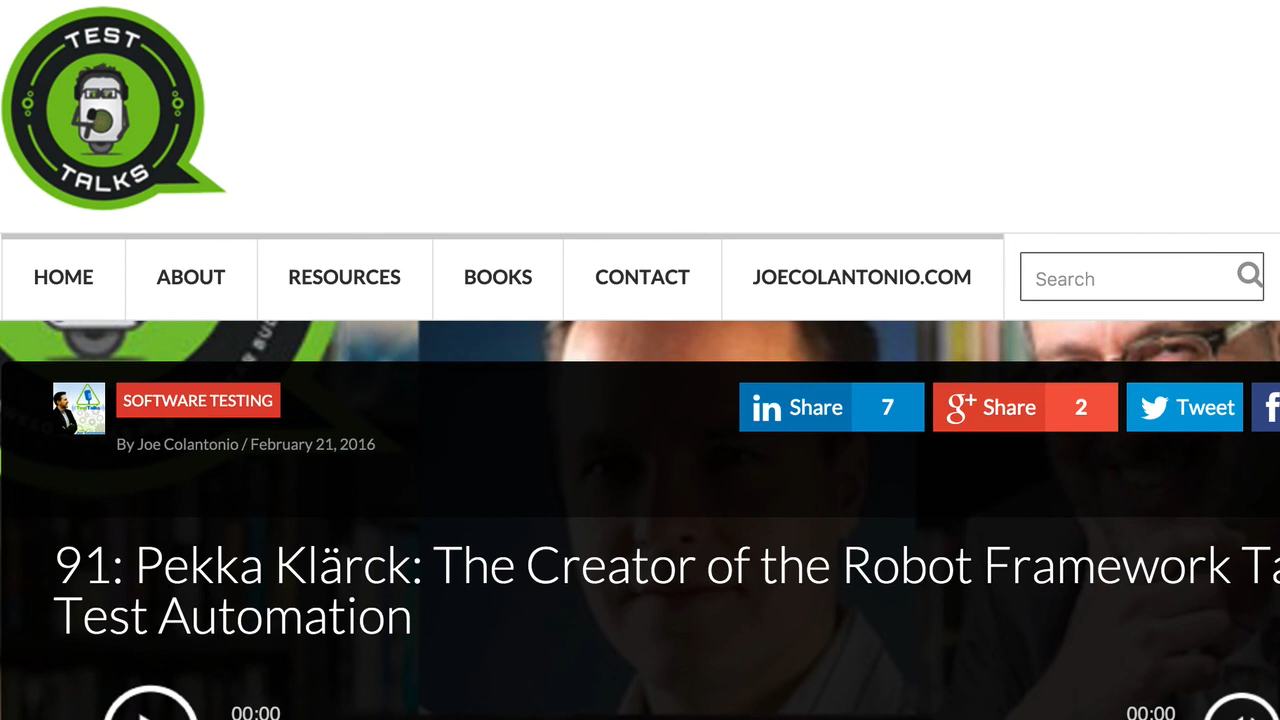 TEST
TALKS
HOME
ABOUT
RESOURCES
BOOKS
CONTACT
JOECOLANTONIO.COM
Search
SOFTWARE TESTING
By Joe Colantonio / February 21, 2016
in Share 7
g+ Share 2
Tweet
f
91: Pekka Klärck: The Creator of the Robot Framework Ta
Test Automation
00:00
00:00